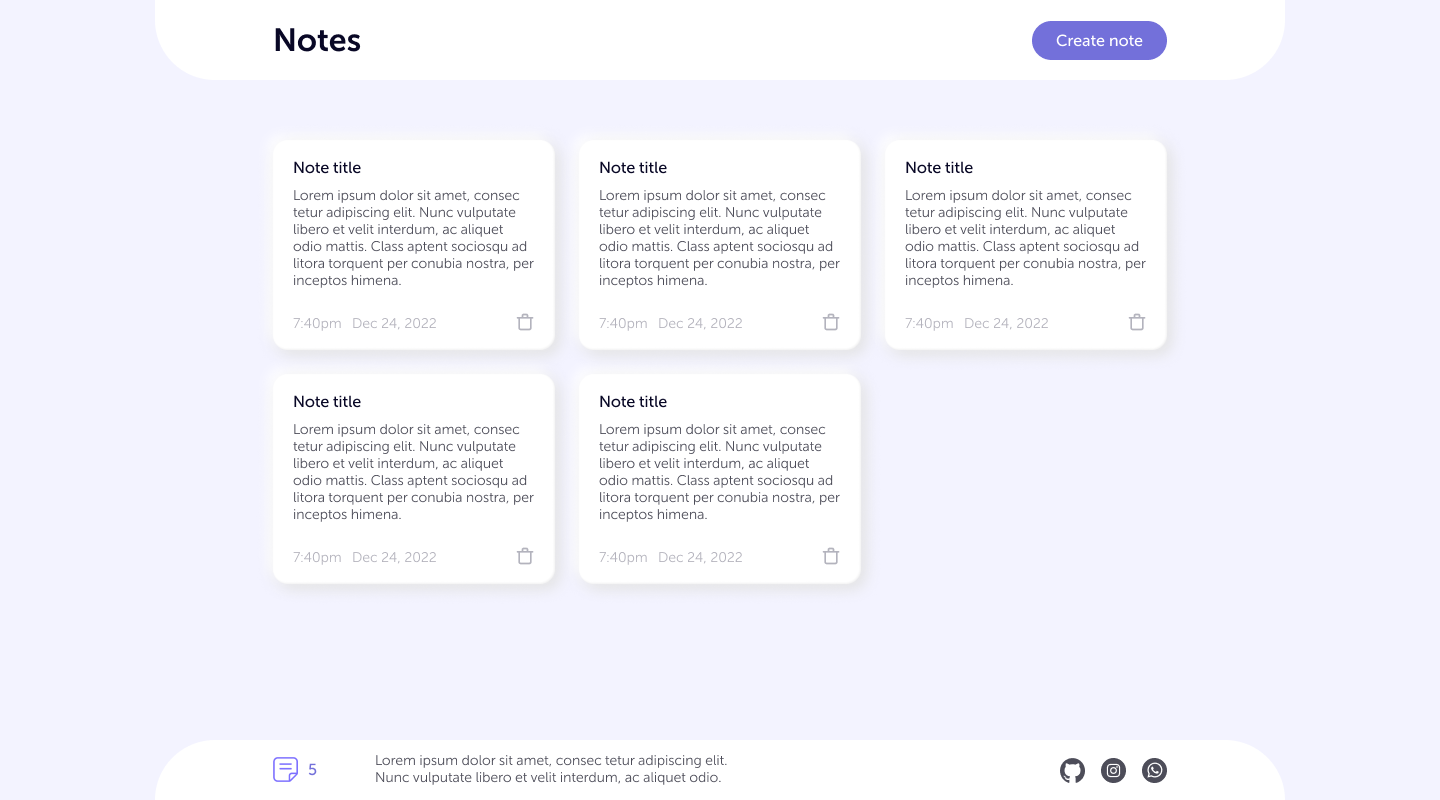 Notes
Create note
Note title
Lorem ipsum dolor sit amet, consec
tetur adipiscing elit. Nunc vulputate
libero et velit interdum, ac aliquet
odio mattis. Class aptent sociosqu ad
litora torquent per conubia nostra, per
inceptos himena.
7:40pm Dec 24, 2022
Note title
Lorem ipsum dolor sit amet, consec
tetur adipiscing elit. Nunc vulputate
libero et velit interdum, ac aliquet
odio mattis. Class aptent sociosqu ad
litora torquent per conubia nostra, per
inceptos himena.
7:40pm Dec 24, 2022
Note title
Lorem ipsum dolor sit amet, consec
tetur adipiscing elit. Nunc vulputate
libero et velit interdum, ac aliquet
odio mattis. Class aptent sociosqu ad
litora torquent per conubia nostra, per
inceptos himena.
7:40pm Dec 24, 2022
Note title
Lorem ipsum dolor sit amet, consec
tetur adipiscing elit. Nunc vulputate
libero et velit interdum, ac aliquet
odio mattis. Class aptent sociosqu ad
litora torquent per conubia nostra, per
inceptos himena.
7:40pm Dec 24, 2022
Note title
Lorem ipsum dolor sit amet, consec
tetur adipiscing elit. Nunc vulputate
libero et velit interdum, ac aliquet
odio mattis. Class aptent sociosqu ad
litora torquent per conubia nostra, per
inceptos himena.
7:40pm Dec 24, 2022
5
Lorem ipsum dolor sit amet, consec tetur adipiscing elit.
Nunc vulputate libero et velit interdum, ac aliquet odio.